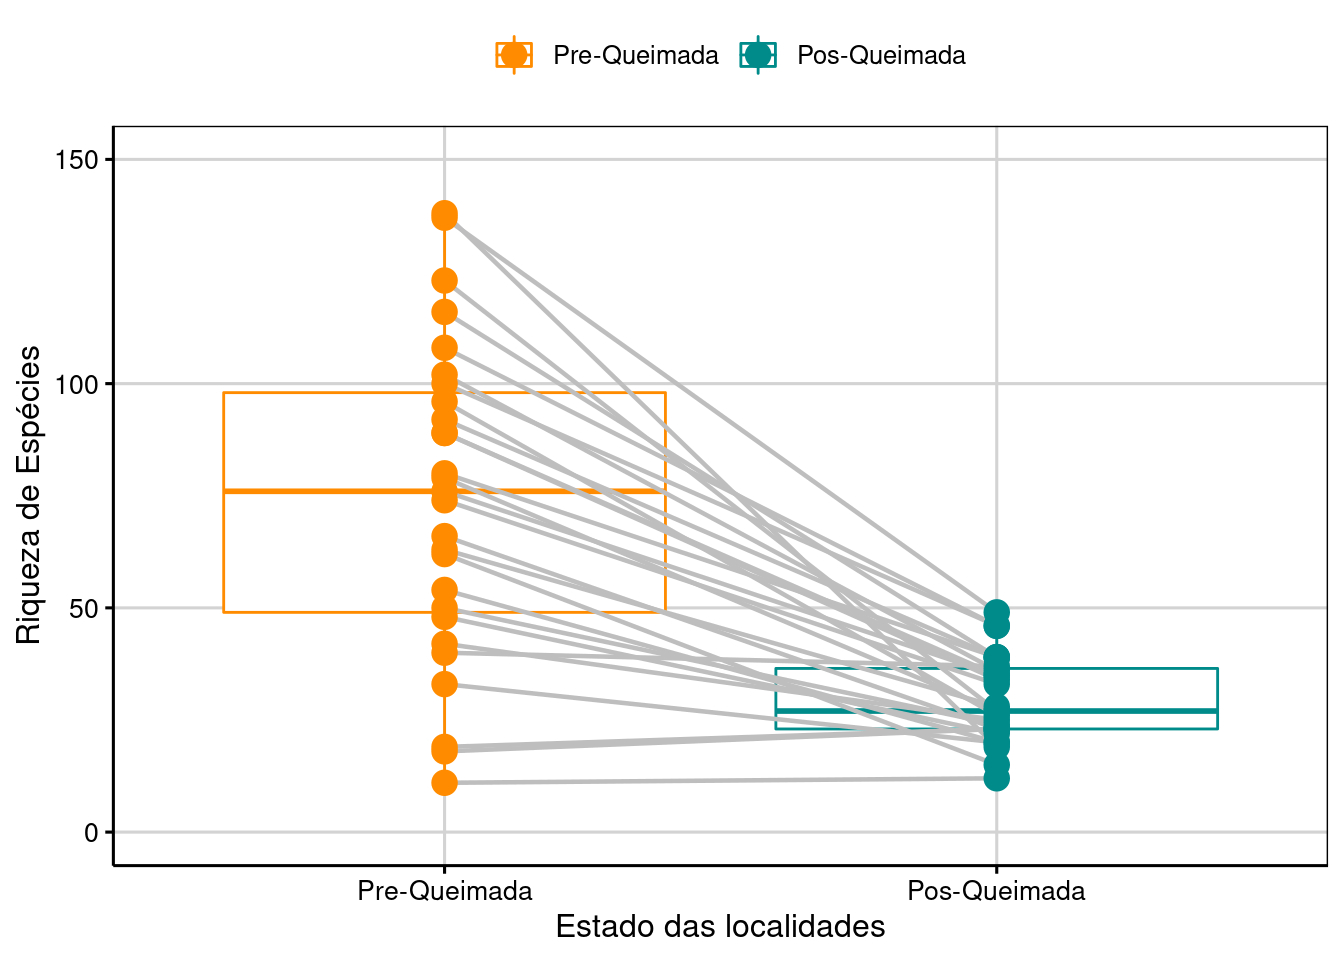 Pre-Queimada Pos-Queimada
150
100
50
0
Riqueza de Espécies
Pre-Queimada Pos-Queimada
Estado das localidades